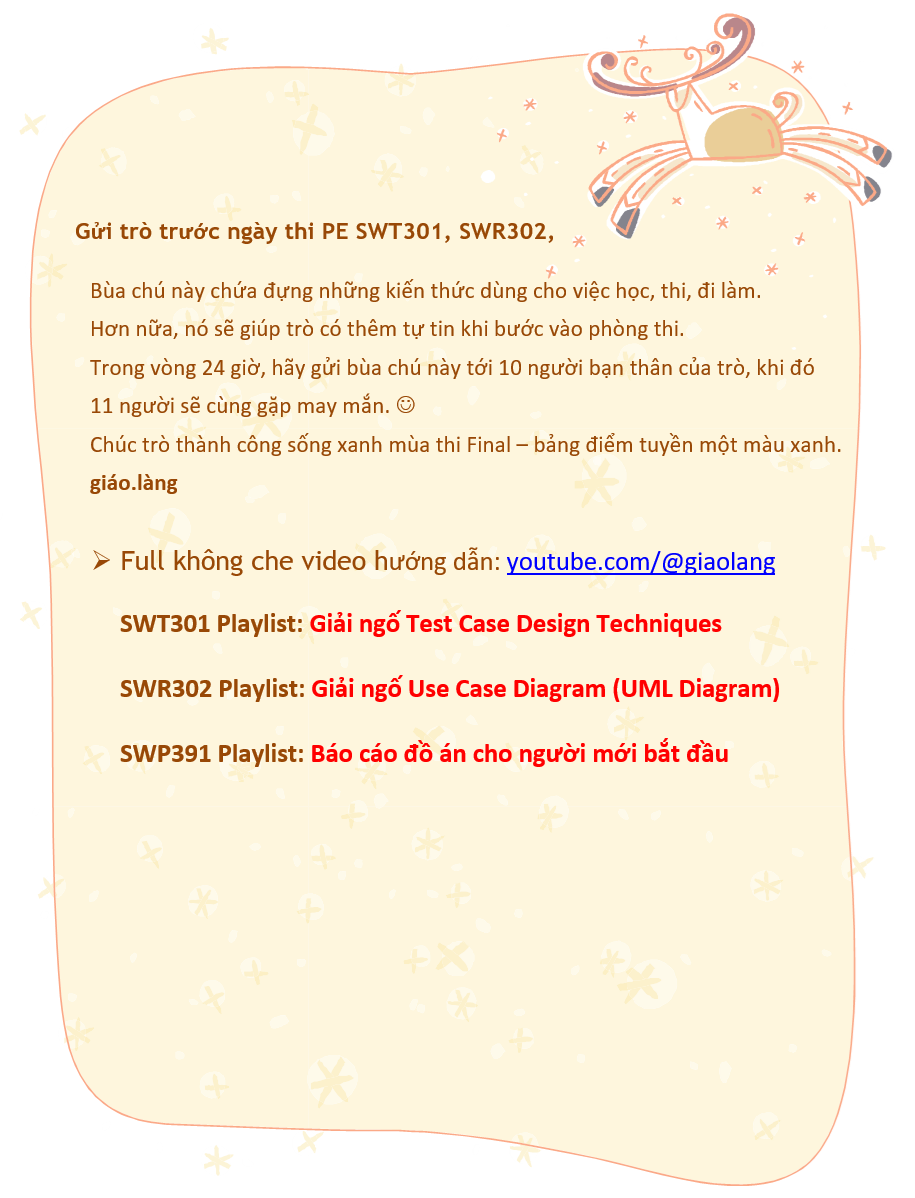 Gửi trò trước ngày thi PE SWT301, SWR302,
Bùa chú này chứa đựng những kiến thức dùng cho việc học, thi, đi làm.
Hơn nữa, nó sẽ giúp trò có thêm tự tin khi bước vào phòng thi.
Trong vòng 24 giờ, hãy gửi bùa chú này tới 10 người bạn thân của trò, khi đó
11 người sẽ cùng gặp may mắn. ☺
Chúc trò thành công sống xanh mùa thi Final – bảng điểm tuyền một màu xanh.
giáo.làng
➢ Full không che video hướng dẫn: youtube.com/@giaolang
SWT301 Playlist: Giải ngố Test Case Design Techniques
SWR302 Playlist: Giải ngố Use Case Diagram (UML Diagram)
SWP391 Playlist: Báo cáo đồ án cho người mới bắt đầu